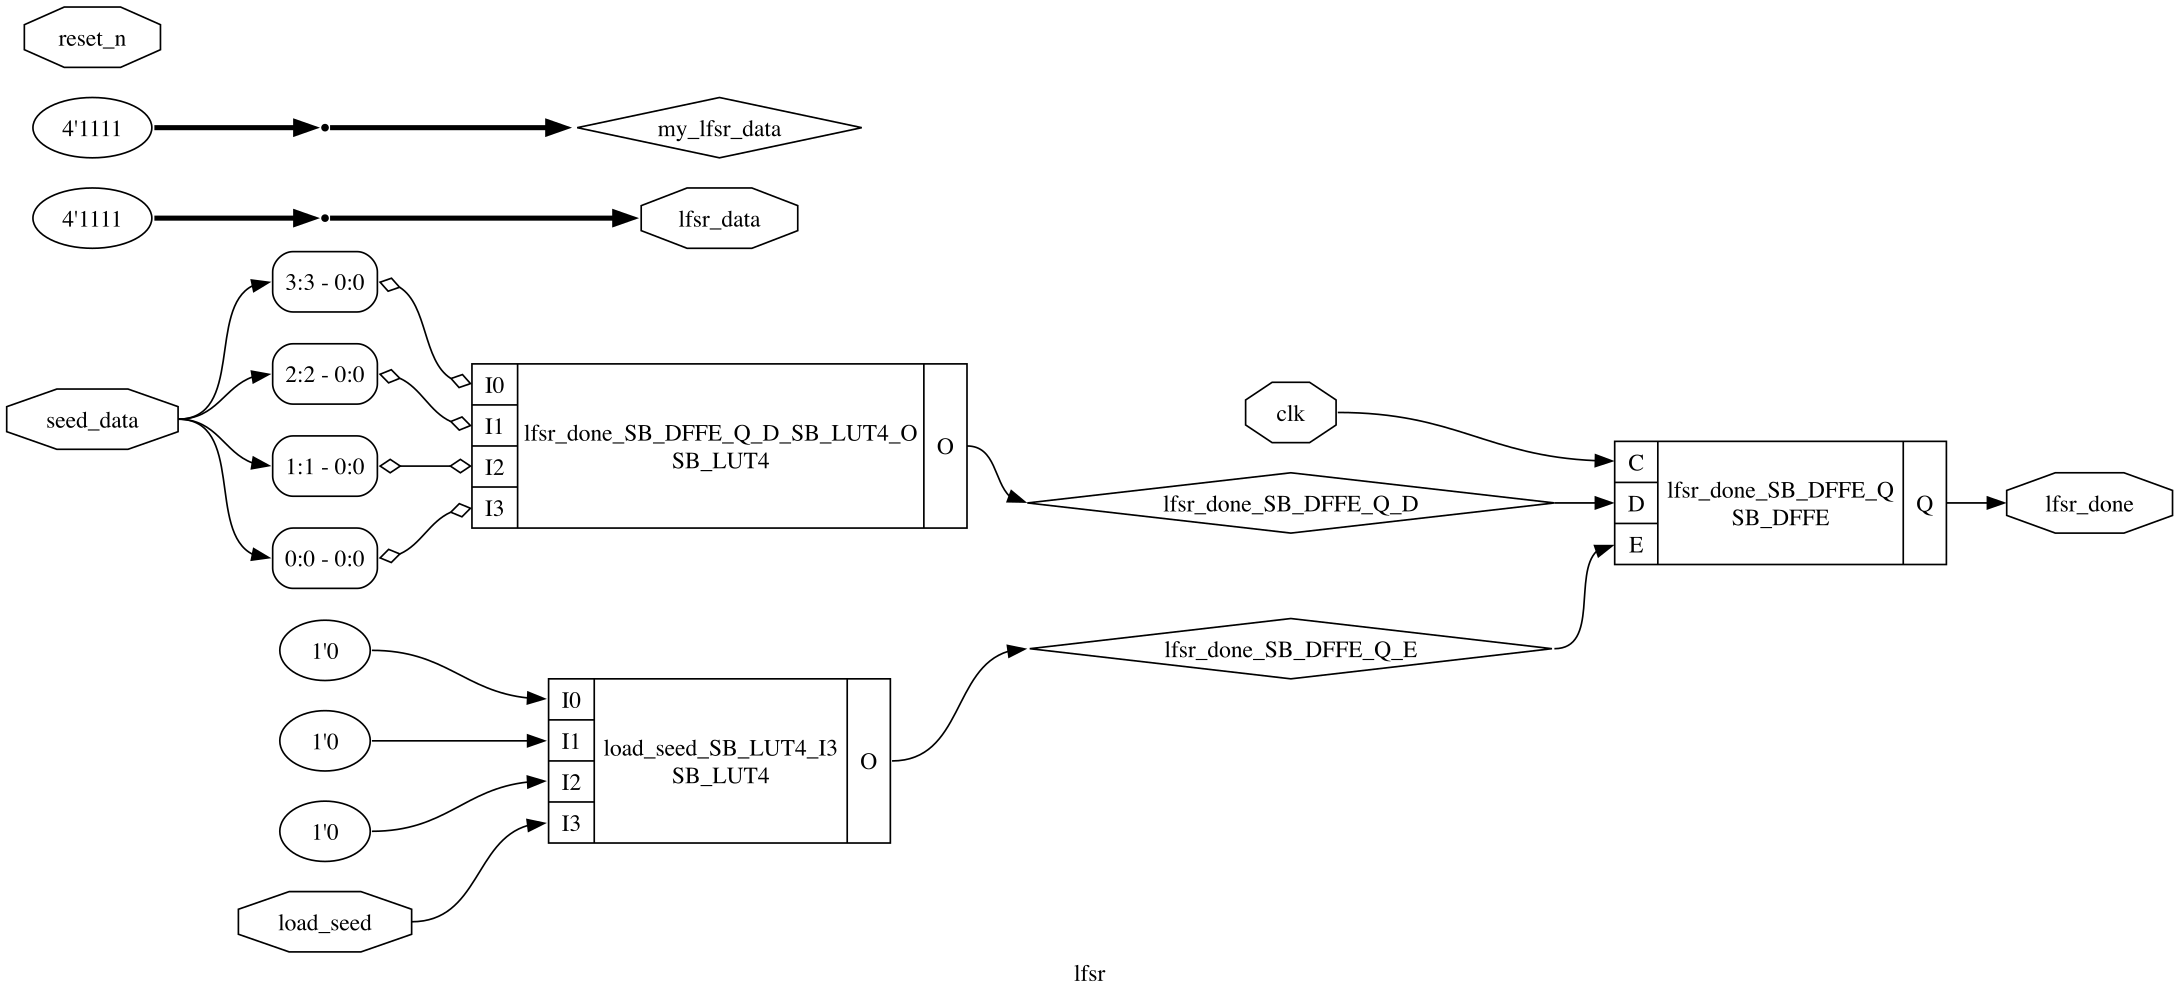 reset_n
4'1111
my_lfsr_data
4'1111
lfsr_data
seed_data
3:3 - 0:0
2:2 - 0:0
1:1 - 0:0
0:0 - 0:0
I0
I1
I2
I3
lfsr_done_SB_DFFE_Q_D_SB_LUT4_O
SB_LUT4
O
1'0
1'0
1'0
load_seed
I0
I1
I2
I3
load_seed_SB_LUT4_I3
SB_LUT4
O
clk
lfsr_done_SB_DFFE_Q_D
lfsr_done_SB_DFFE_Q_E
C
D
E
lfsr_done_SB_DFFE_Q
SB_DFFE
Q
lfsr_done
lfsr